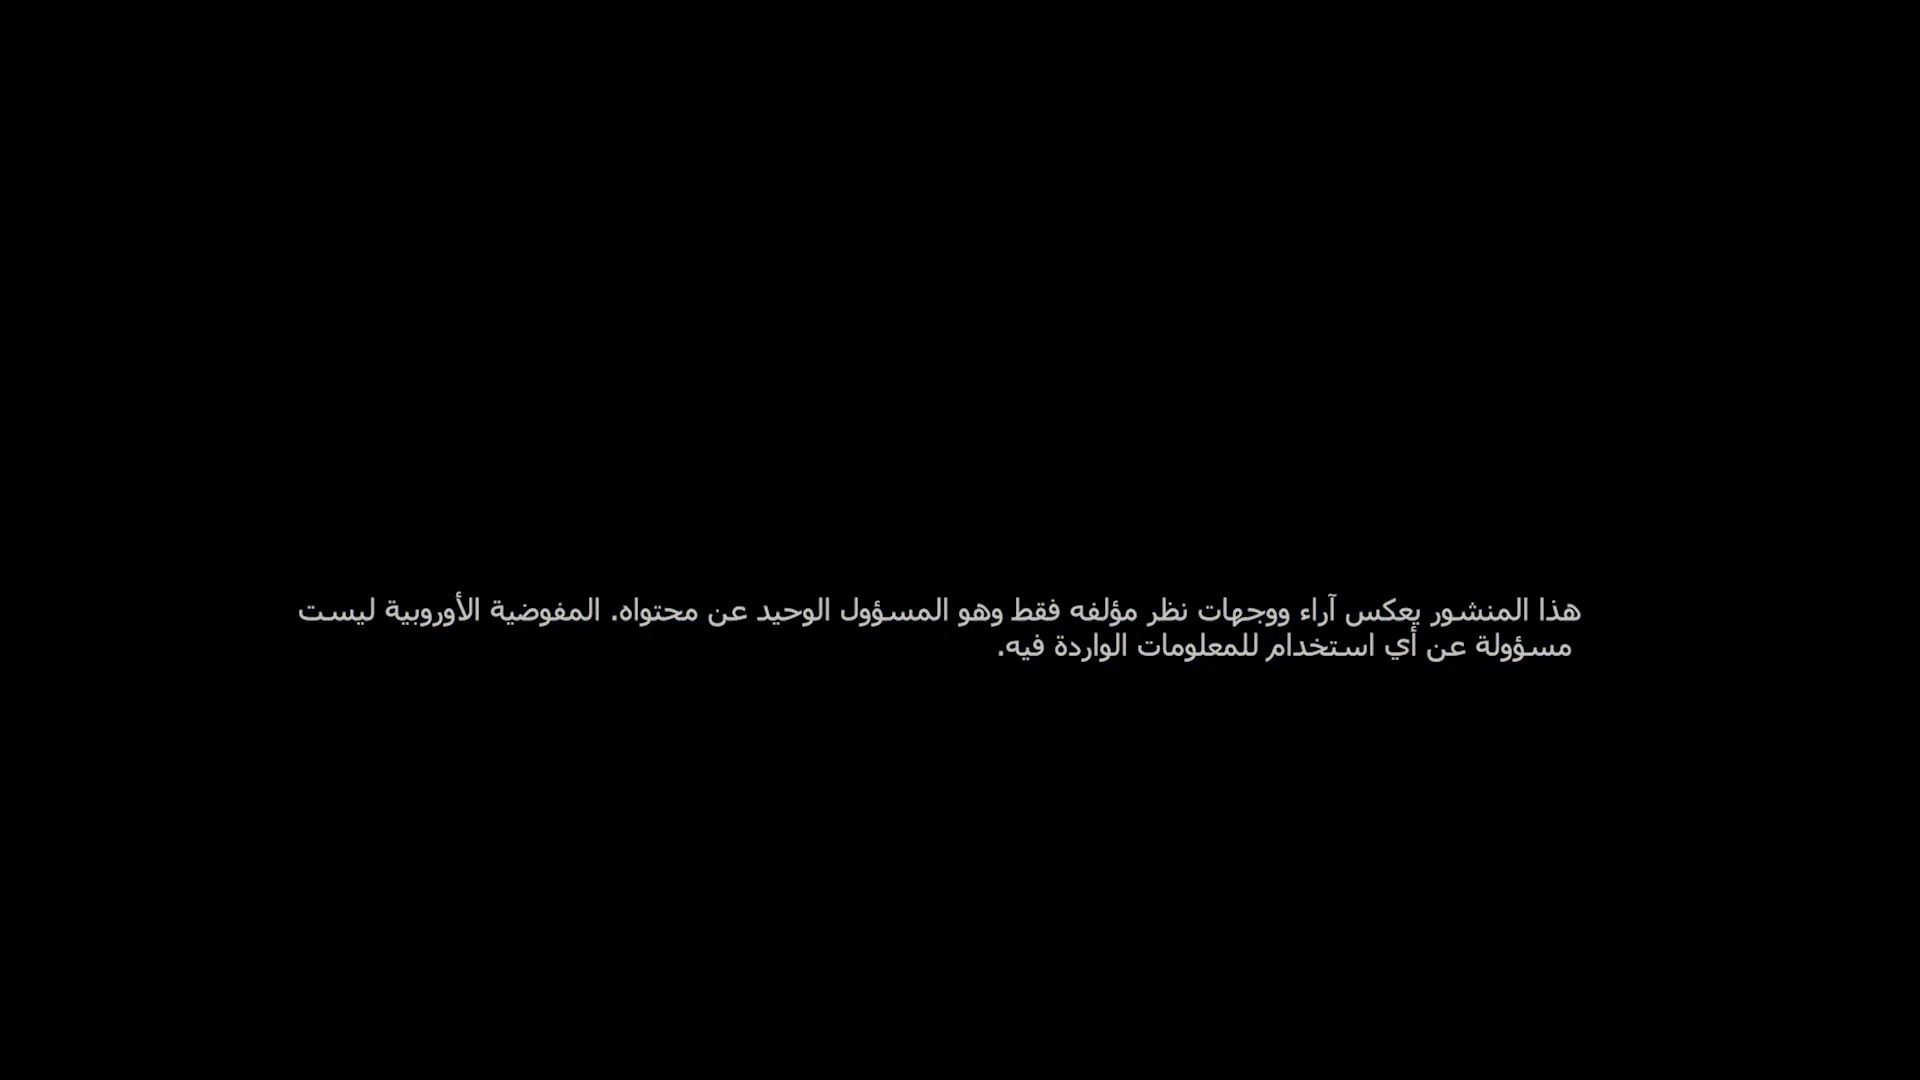 هذا المنشور يعكس آراء ووجهات نظر مؤلفه فقط وهو المسؤول الوحيد عن محتواه. المفوضية الأوروبية ليست
مسؤولة عن أي استخدام للمعلومات الواردة فيه.